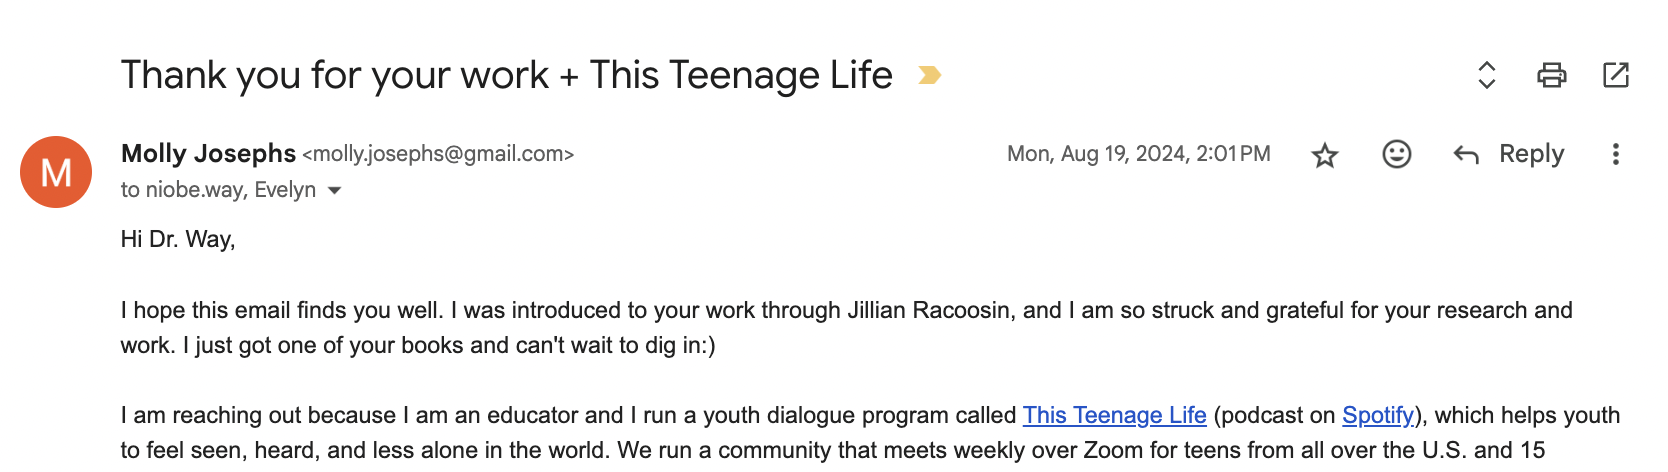 Thank you for your work + This Teenage Life
M
Molly Josephs <molly.josephs@gmail.com>
Mon, Aug 19, 2024, 2:01 PM
Reply
to niobe.way, Evelyn
Hi Dr. Way,
I hope this email finds you well. I was introduced to your work through Jillian Racoosin, and I am so struck and grateful for your research and
work. I just got one of your books and can't wait to dig in:)
I am reaching out because I am an educator and I run a youth dialogue program called This Teenage Life (podcast on Spotify), which helps youth
to feel seen, heard, and less alone in the world. We run a community that meets weekly over Zoom for teens from all over the U.S. and 15